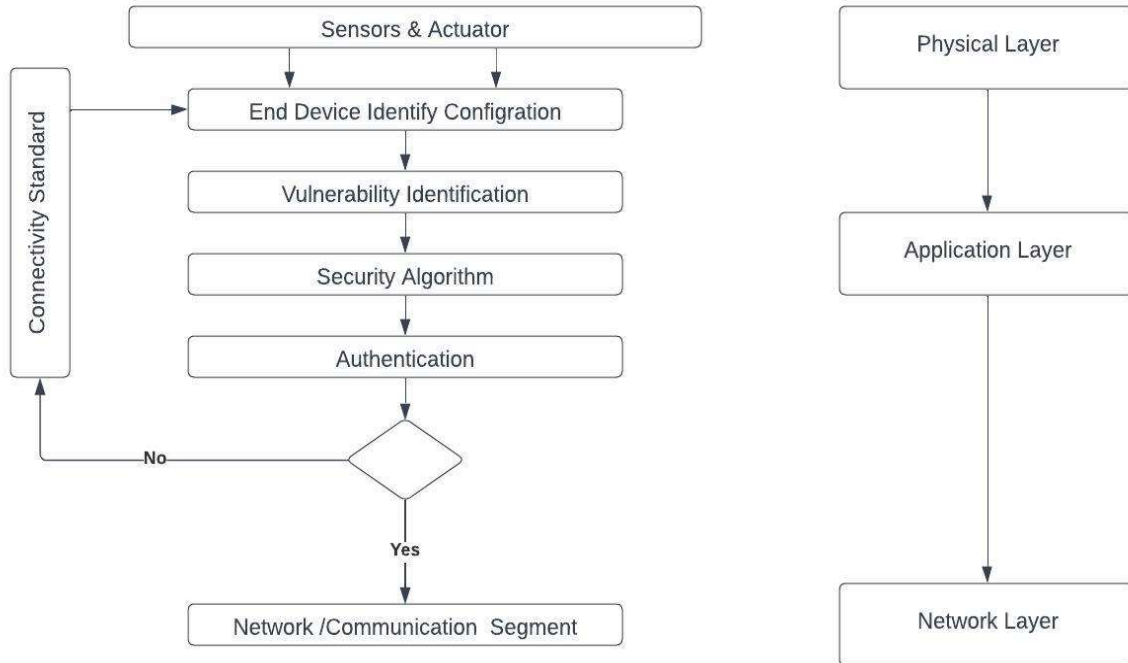 Sensors & Actuator
Physical Layer
Connectivity Standard
End Device Identify Configration
Vulnerability Identification
Application Layer
Security Algorithm
Authentication
No
Yes
Network /Communication Segment
Network Layer